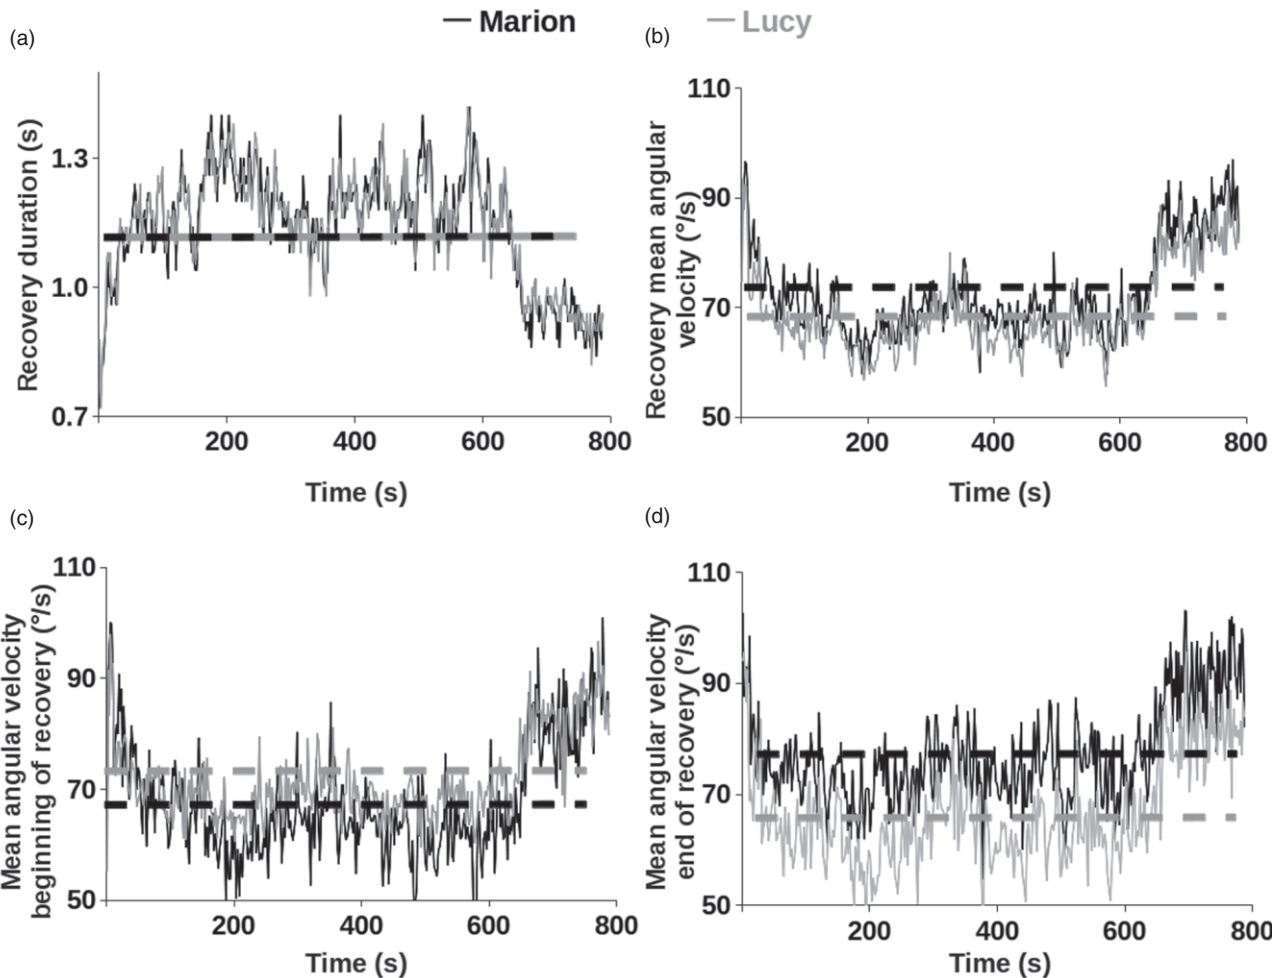 Marion Lucy
(a)
Recovery duration (s)
1.3
1.0
0.7
200 400 600 800
Time (s)
(b)
Recovery mean angular
velocity (°/s)
110
90
70
50
200 400 600 800
Time (s)
(c)
Mean angular velocity
beginning of recovery (°/s)
110
90
70
50
200 400 600 800
Time (s)
(d)
Mean angular velocity
end of recovery (°/s)
110
90
70
50
200 400 600 800
Time (s)